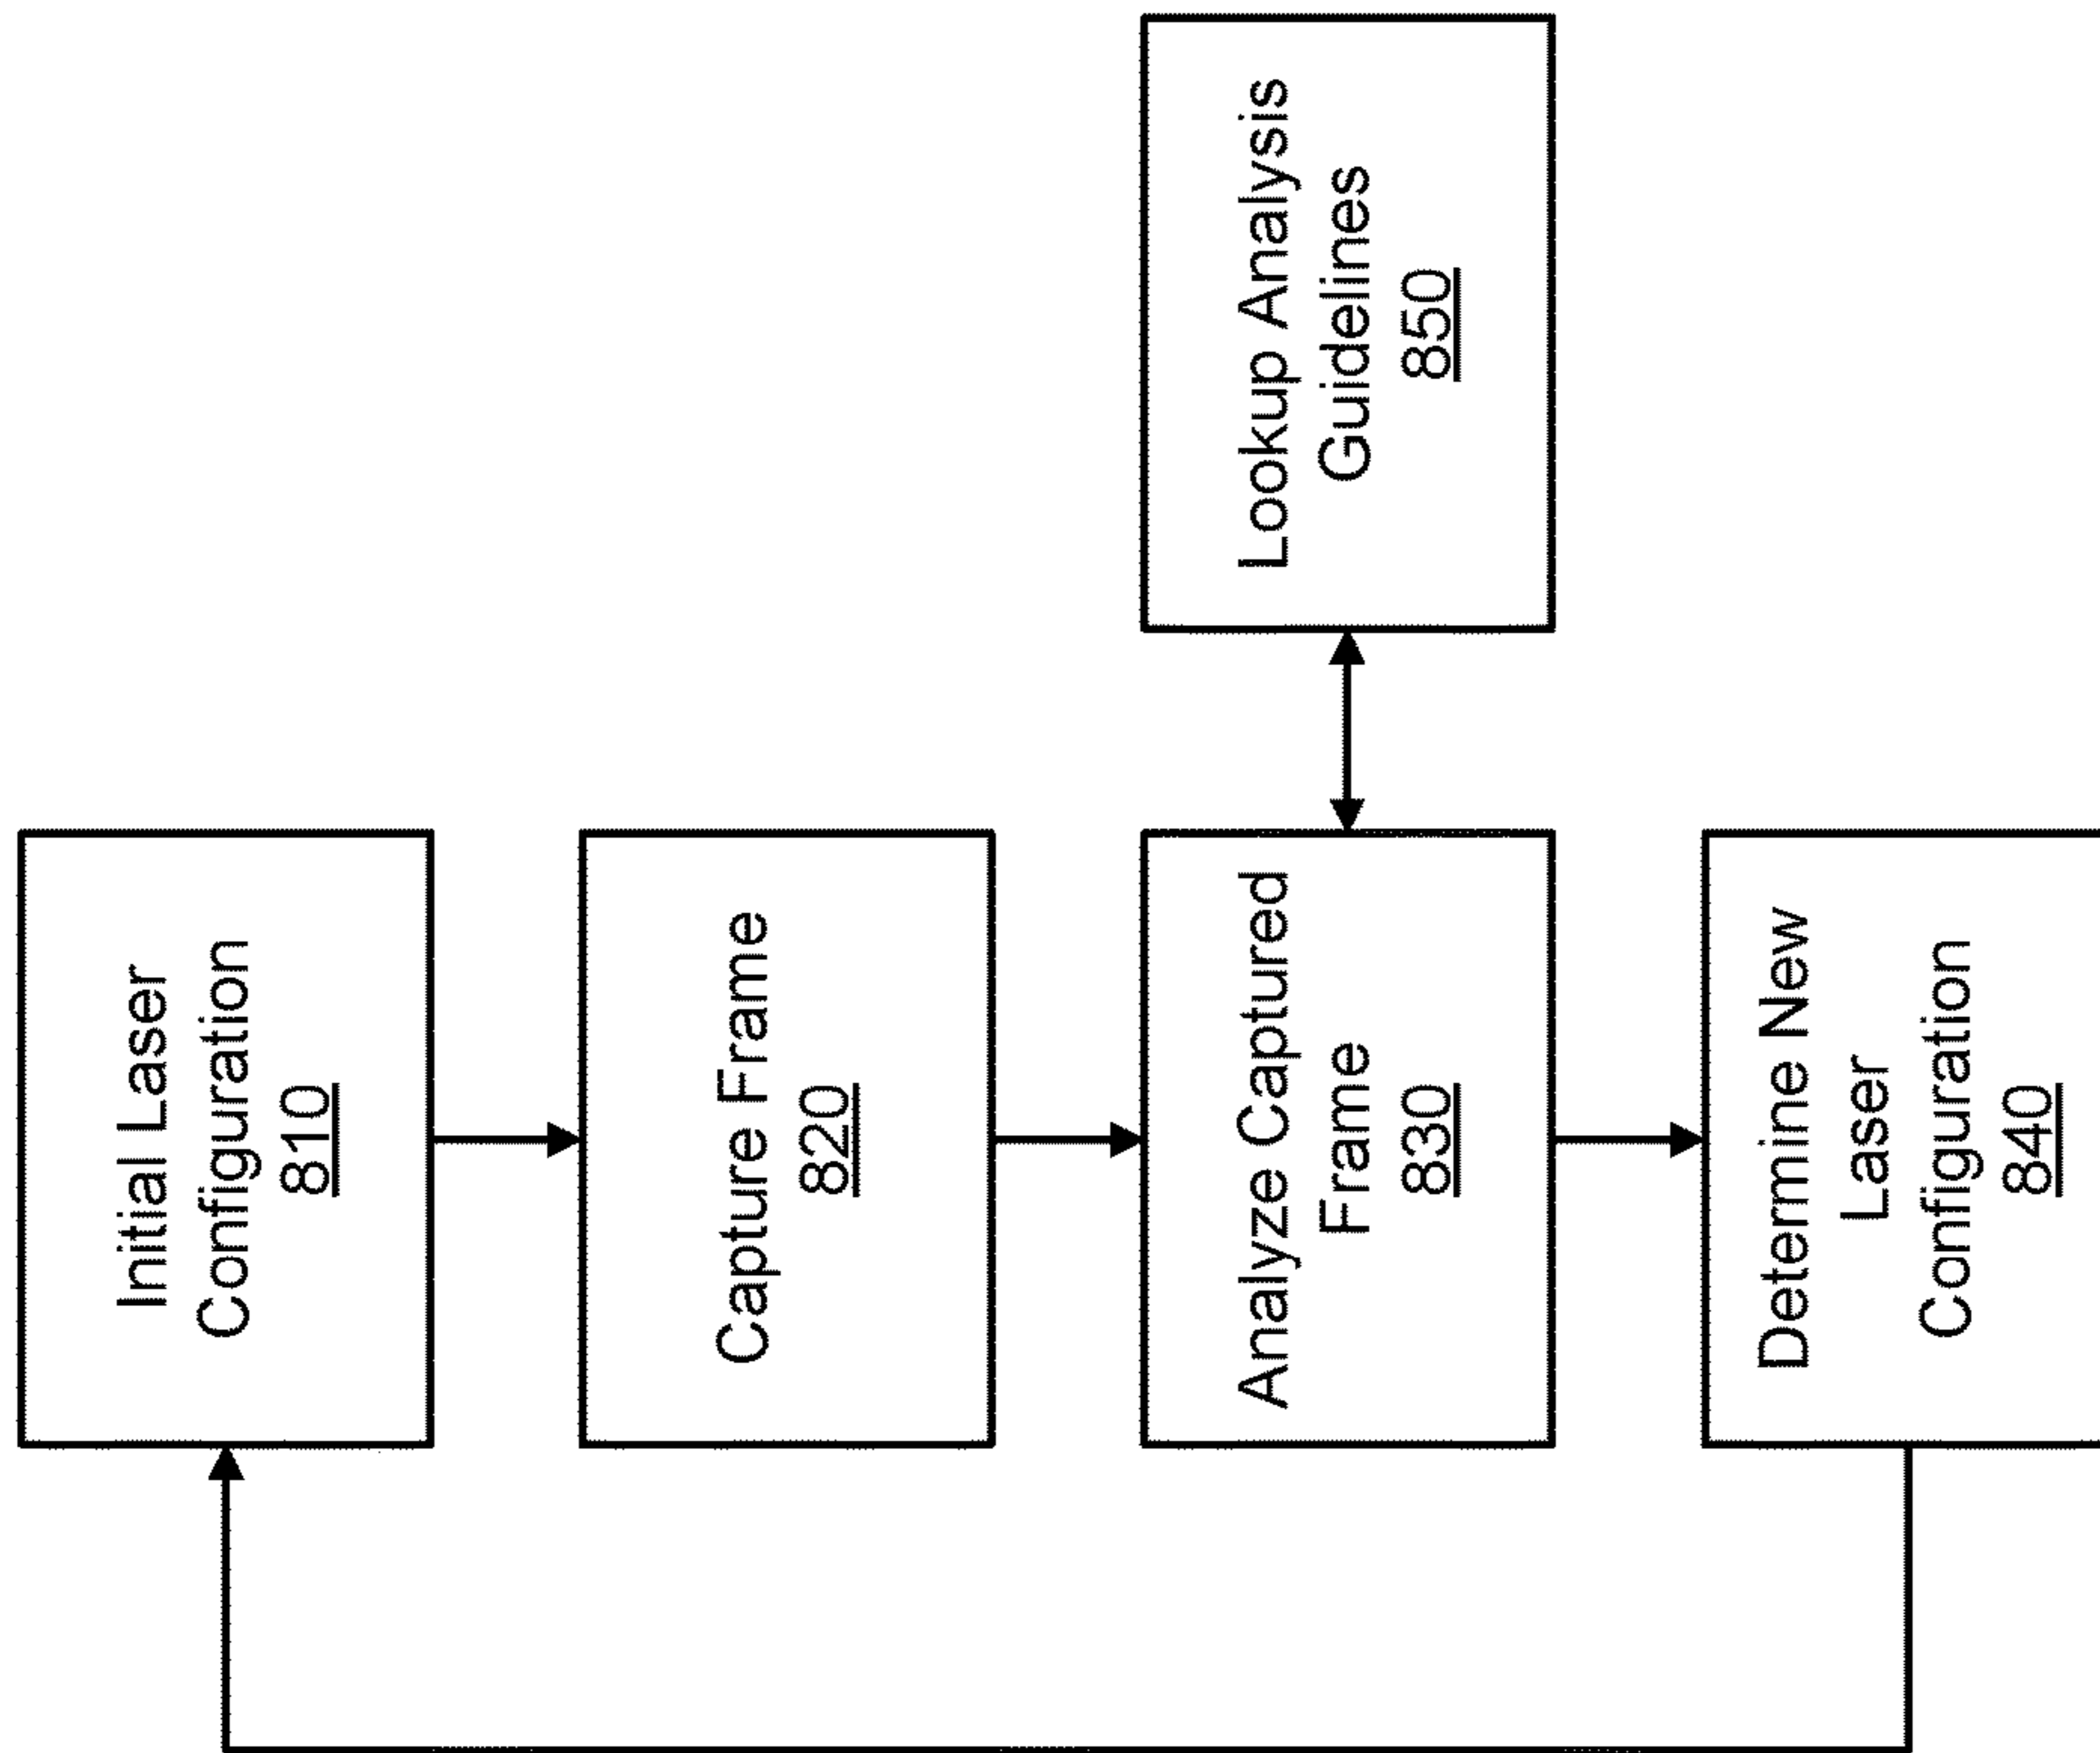 Initial Laser
Configuration
810
Capture Frame
820
Analyze Captured
Frame
830
Determine New
Laser
Configuration
840
Lookup Analysis
Guidelines
850